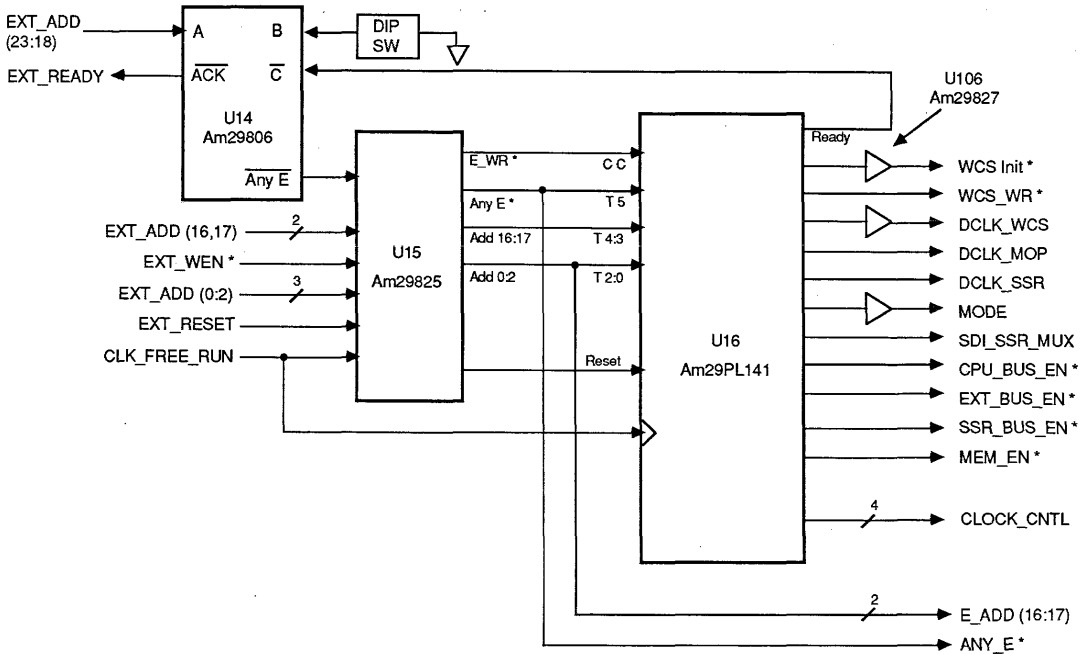 EXT_ADD
(23:18)
EXT_READY
A
B
ACK
C
U14
Am29806
Any E
DIP
SW
U106
Am29827
EXT_ADD (16,17)
2
EXT_WEN *
EXT_ADD (0:2)
3
EXT_RESET
CLK_FREE_RUN
U15
Am29825
E_WR *
Any E *
Add 16:17
Add 0:2
Reset
C C
T 5
T 4:3
T 2:0
U16
Am29PL141
Ready
WCS Init *
WCS_WR *
DCLK_WCS
DCLK_MOP
DCLK_SSR
MODE
SDI_SSR_MUX
CPU_BUS_EN *
EXT_BUS_EN *
SSR_BUS_EN *
MEM_EN *
4
CLOCK_CNTL
2
E_ADD (16:17)
ANY_E *